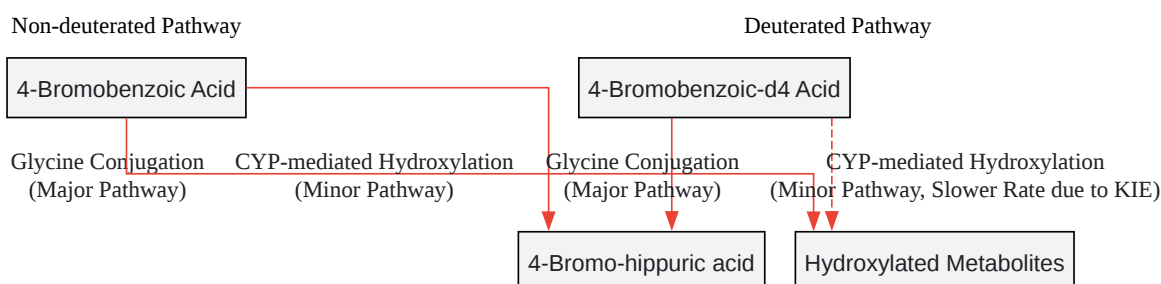 Non-deuterated Pathway
Deuterated Pathway
4-Bromobenzoic Acid
4-Bromobenzoic-d4 Acid
Glycine Conjugation
(Major Pathway)
CYP-mediated Hydroxylation
(Minor Pathway)
Glycine Conjugation
(Major Pathway)
CYP-mediated Hydroxylation
(Minor Pathway, Slower Rate due to KIE)
4-Bromo-hippuric acid
Hydroxylated Metabolites